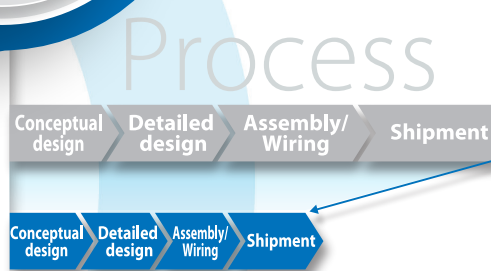 Process
Conceptual design
Detailed design
Assembly/ Wiring
Shipment
Conceptual design
Detailed design
Assembly/ Wiring
Shipment